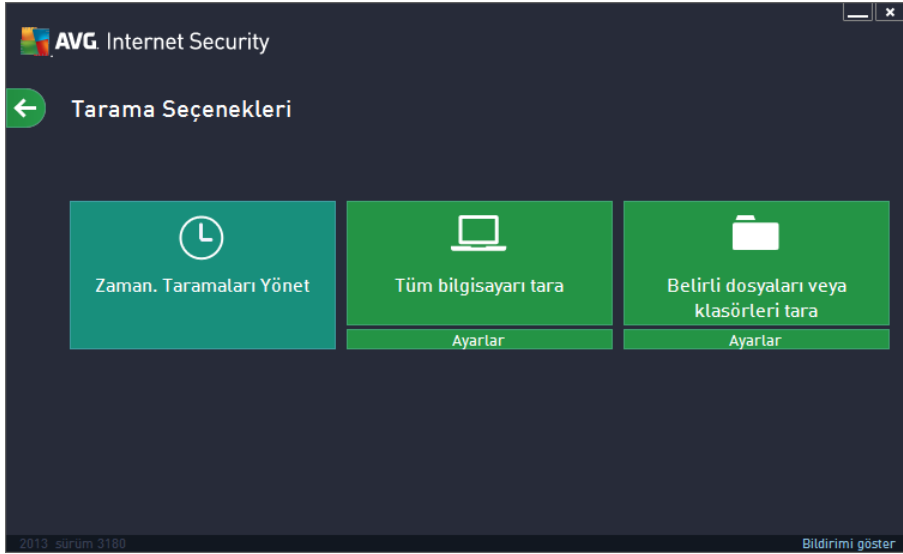 AVG. Internet Security
Tarama Seçenekleri
Zaman. Taramaları Yönet
Tüm bilgisayarı tara
Ayarlar
Belirli dosyaları veya
klasörleri tara
Ayarlar
2013 sürüm 3180
Bildirimi göster